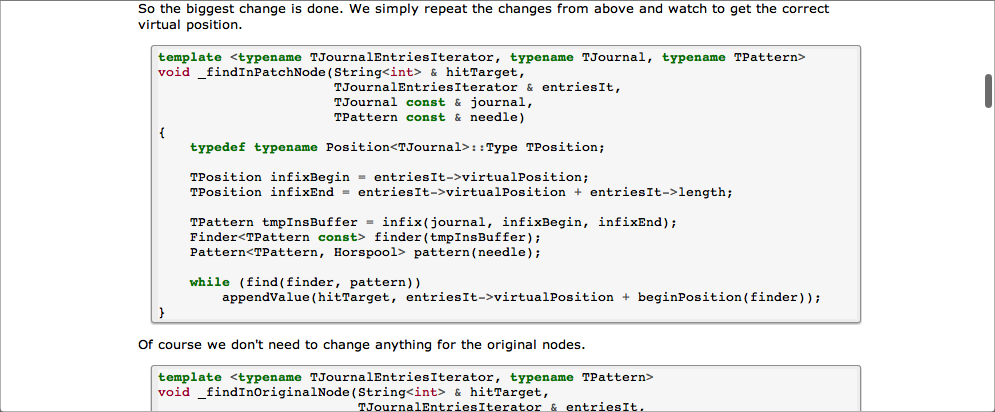 So the biggest change is done. We simply repeat the changes from above and watch to get the correct
virtual position.
template <typename TJournalEntriesIterator, typename TJournal, typename TPattern>
void _findInPatchNode(String<int> & hitTarget,
                      TJournalEntriesIterator & entriesIt,
                      TJournal const & journal,
                      TPattern const & needle)
{
    typedef typename Position<TJournal>::Type TPosition;
    TPosition infixBegin = entriesIt->virtualPosition;
    TPosition infixEnd = entriesIt->virtualPosition + entriesIt->length;
    TPattern tmpInsBuffer = infix(journal, infixBegin, infixEnd);
    Finder<TPattern const> finder(tmpInsBuffer);
    Pattern<TPattern, Horspool> pattern(needle);
    while (find(finder, pattern))
        appendValue(hitTarget, entriesIt->virtualPosition + beginPosition(finder));
}
Of course we don't need to change anything for the original nodes.
template <typename TJournalEntriesIterator, typename TPattern>
void _findInOriginalNode(String<int> & hitTarget,
                         TJournalEntriesIterator & entriesIt,